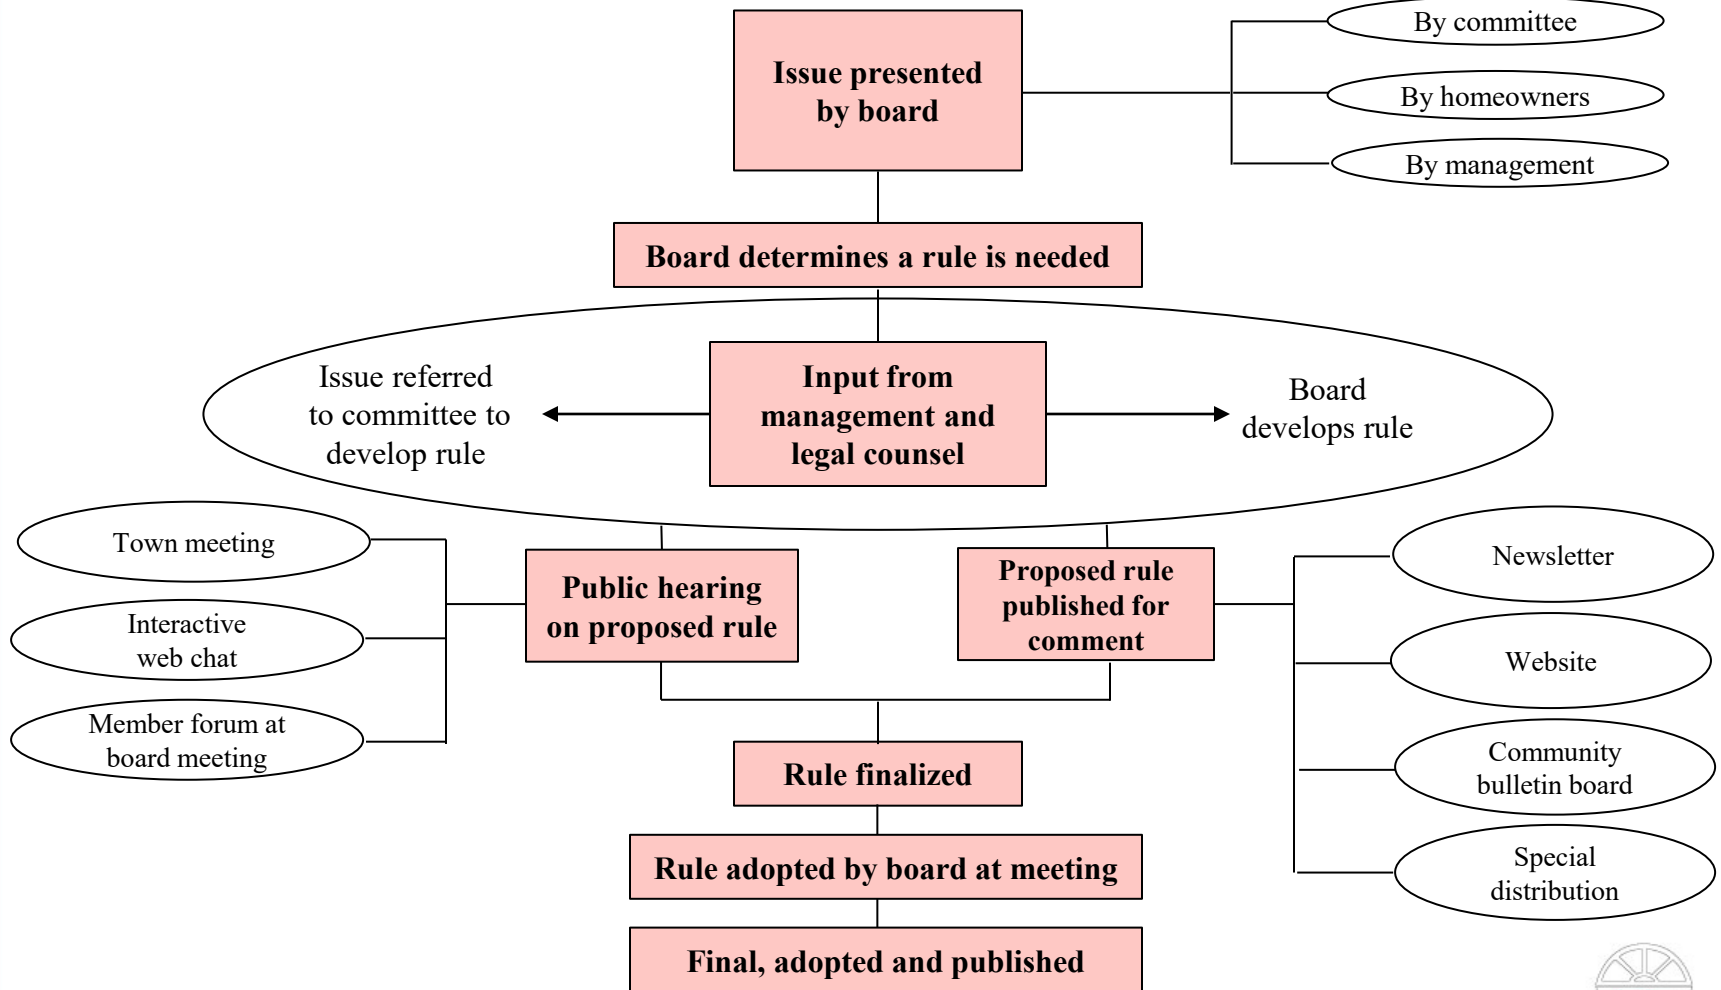 Issue presented
by board
By committee
By homeowners
By management
Board determines a rule is needed
Issue referred
to committee to
develop rule
Input from
management and
legal counsel
Board
develops rule
Town meeting
Interactive
web chat
Member forum at
board meeting
Public hearing
on proposed rule
Proposed rule
published for
comment
Newsletter
Website
Community
bulletin board
Special
distribution
Rule finalized
Rule adopted by board at meeting
Final, adopted and published